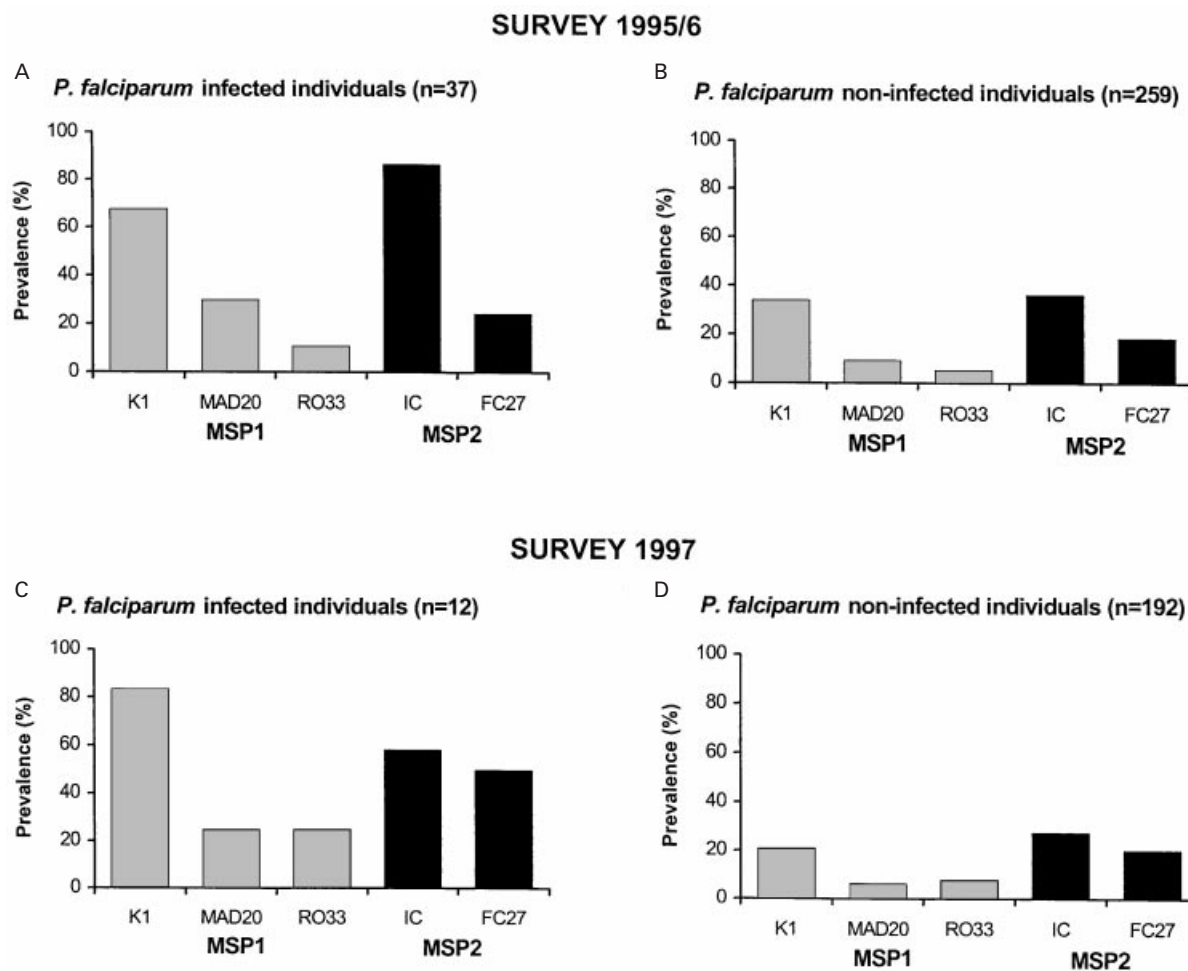 SURVEY 1995/6
A
P. falciparum infected individuals (n=37)
Prevalence (%)
100
80
60
40
20
0
K1 MAD20 RO33 IC FC27
MSP1 MSP2
B
P. falciparum non-infected individuals (n=259)
Prevalence (%)
100
80
60
40
20
0
K1 MAD20 RO33 IC FC27
MSP1 MSP2
SURVEY 1997
C
P. falciparum infected individuals (n=12)
Prevalence (%)
100
80
60
40
20
0
K1 MAD20 RO33 IC FC27
MSP1 MSP2
D
P. falciparum non-infected individuals (n=192)
Prevalence (%)
100
80
60
40
20
0
K1 MAD20 RO33 IC FC27
MSP1 MSP2